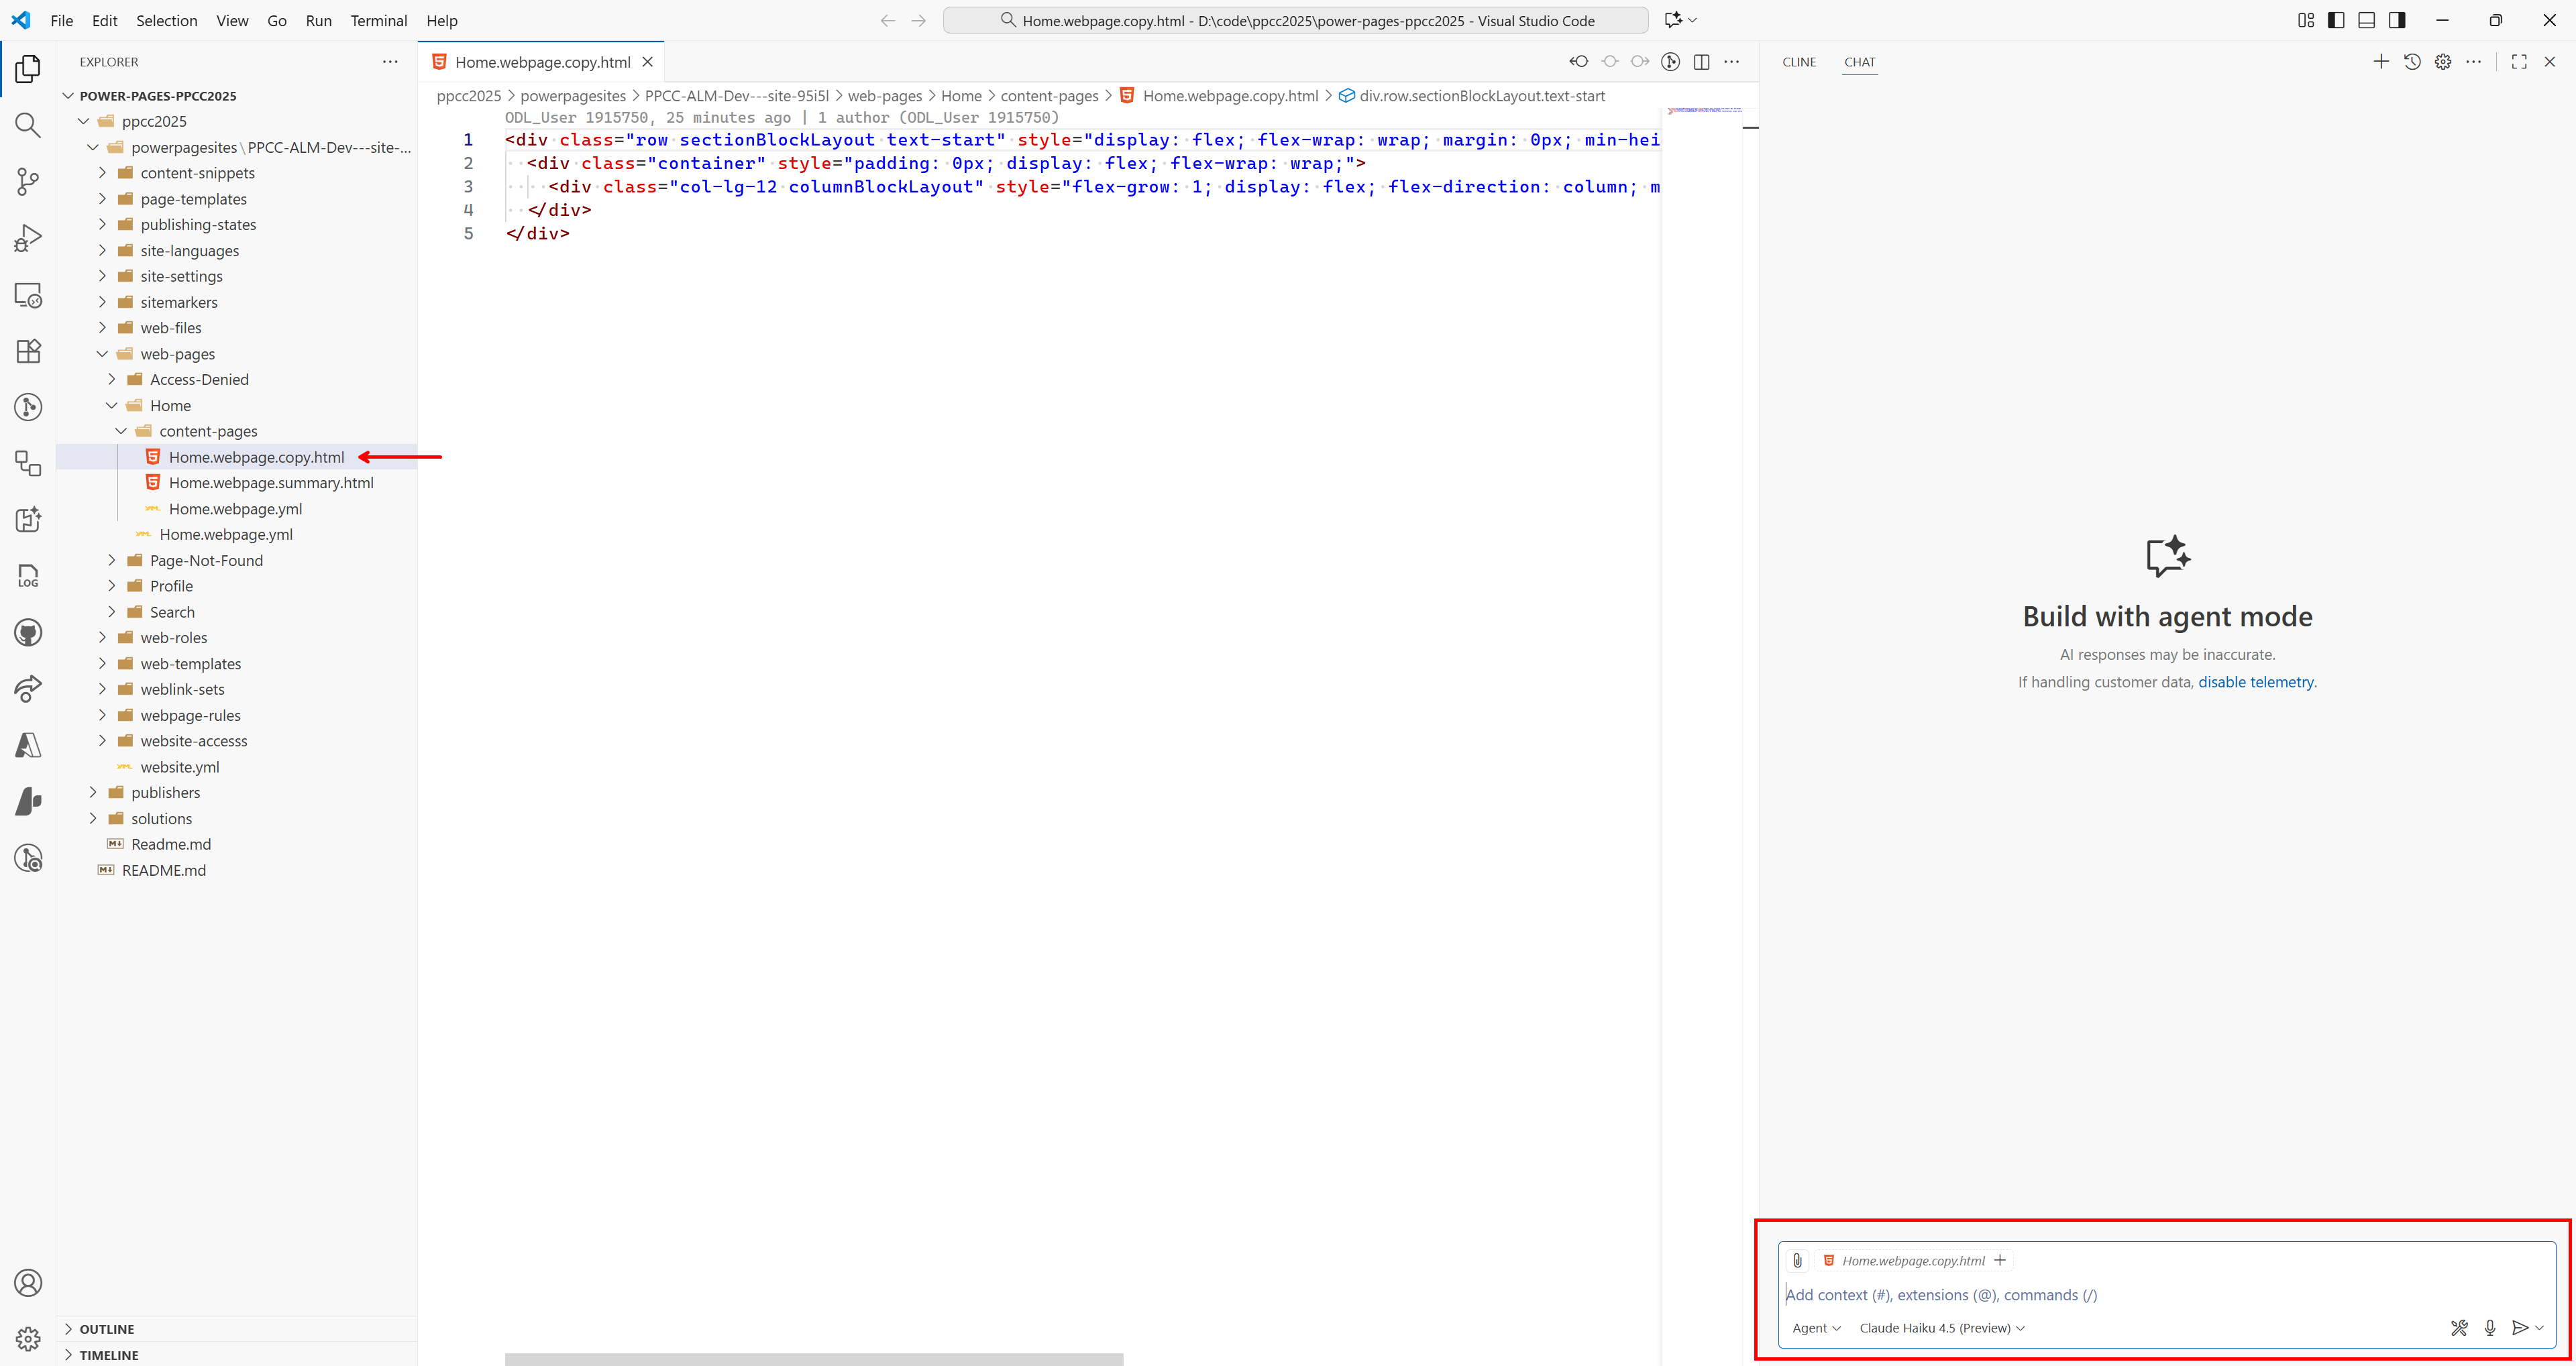 File Edit Selection View Go Run Terminal Help
Home.webpage.copy.html - D:\code\ppcc2025\power-pages-ppcc2025 - Visual Studio Code
EXPLORER
POWER-PAGES-PPCC2025
ppcc2025
powerpagesites\PPCC-ALM-Dev---site-...
content-snippets
page-templates
publishing-states
site-languages
site-settings
sitemarkers
web-files
web-pages
Access-Denied
Home
content-pages
Home.webpage.copy.html
Home.webpage.summary.html
Home.webpage.yml
Home.webpage.yml
Page-Not-Found
Profile
Search
web-roles
web-templates
weblink-sets
webpage-rules
website-accesss
website.yml
publishers
solutions
Readme.md
README.md
OUTLINE
TIMELINE
LOG
Home.webpage.copy.html
ppcc2025 > powerpagesites > PPCC-ALM-Dev---site-95i5l > web-pages > Home > content-pages > Home.webpage.copy.html > div.row.sectionBlockLayout.text-start
ODL_User 1915750, 25 minutes ago | 1 author (ODL_User 1915750)
1 <div class="row sectionBlockLayout text-start" style="display: flex; flex-wrap: wrap; margin: 0px; min-hei
2 <div class="container" style="padding: 0px; display: flex; flex-wrap: wrap;">
3 <div class="col-lg-12 columnBlockLayout" style="flex-grow: 1; display: flex; flex-direction: column; m
4 </div>
5 </div>
CLINE CHAT
Build with agent mode
AI responses may be inaccurate.
If handling customer data, disable telemetry.
Home.webpage.copy.html
Add context (#), extensions (@), commands (/)
Agent Claude Haiku 4.5 (Preview)